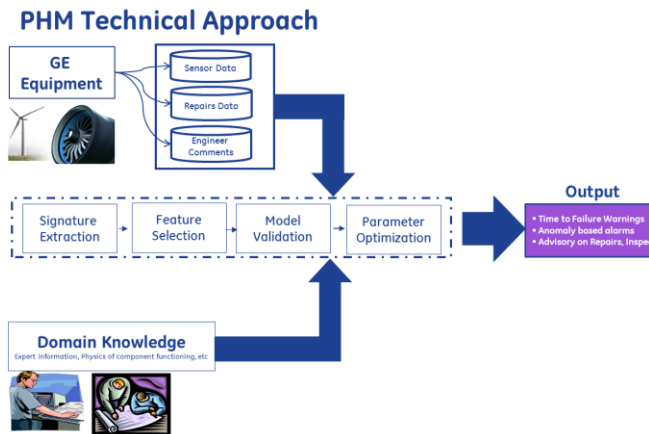 PHM Technical Approach
GE
Equipment
Sensor Data
Repairs Data
Engineer
Comments
Signature
Extraction
Feature
Selection
Model
Validation
Parameter
Optimization
Output
• Time to Failure Warnings
• Anomaly based alarms
• Advisory on Repairs,
Domain Knowledge
Expert Information, Physics of component functioning, etc